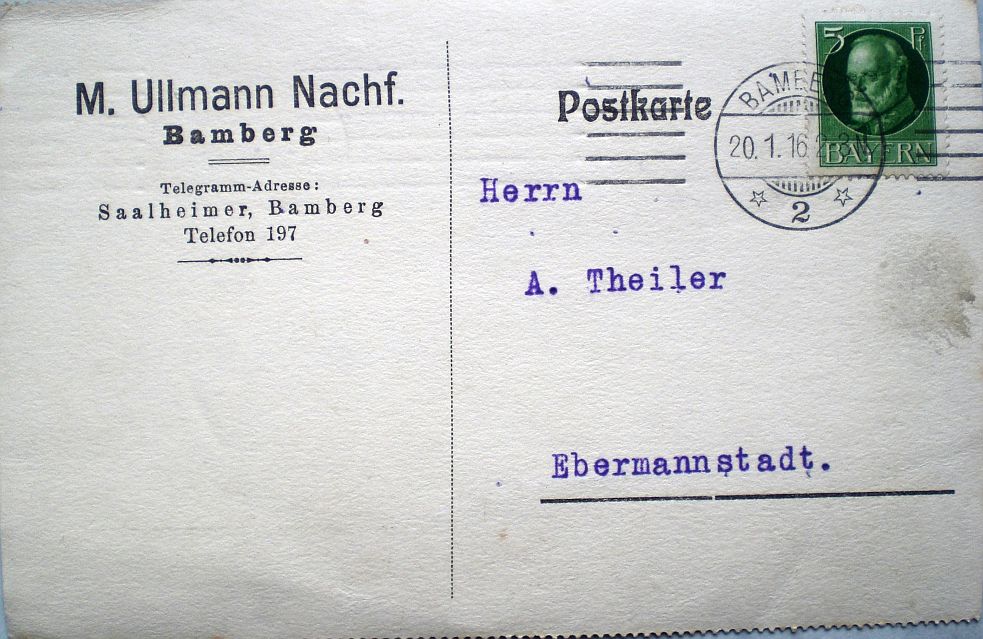 M. Ullmann Nachf.
Bamberg
Telegramm-Adresse:
Saalheimer, Bamberg
Telefon 197
Postkarte
5 Pf
BAYERN
20.1.16
2
Herrn
A. Theiler
Ebermannstadt.